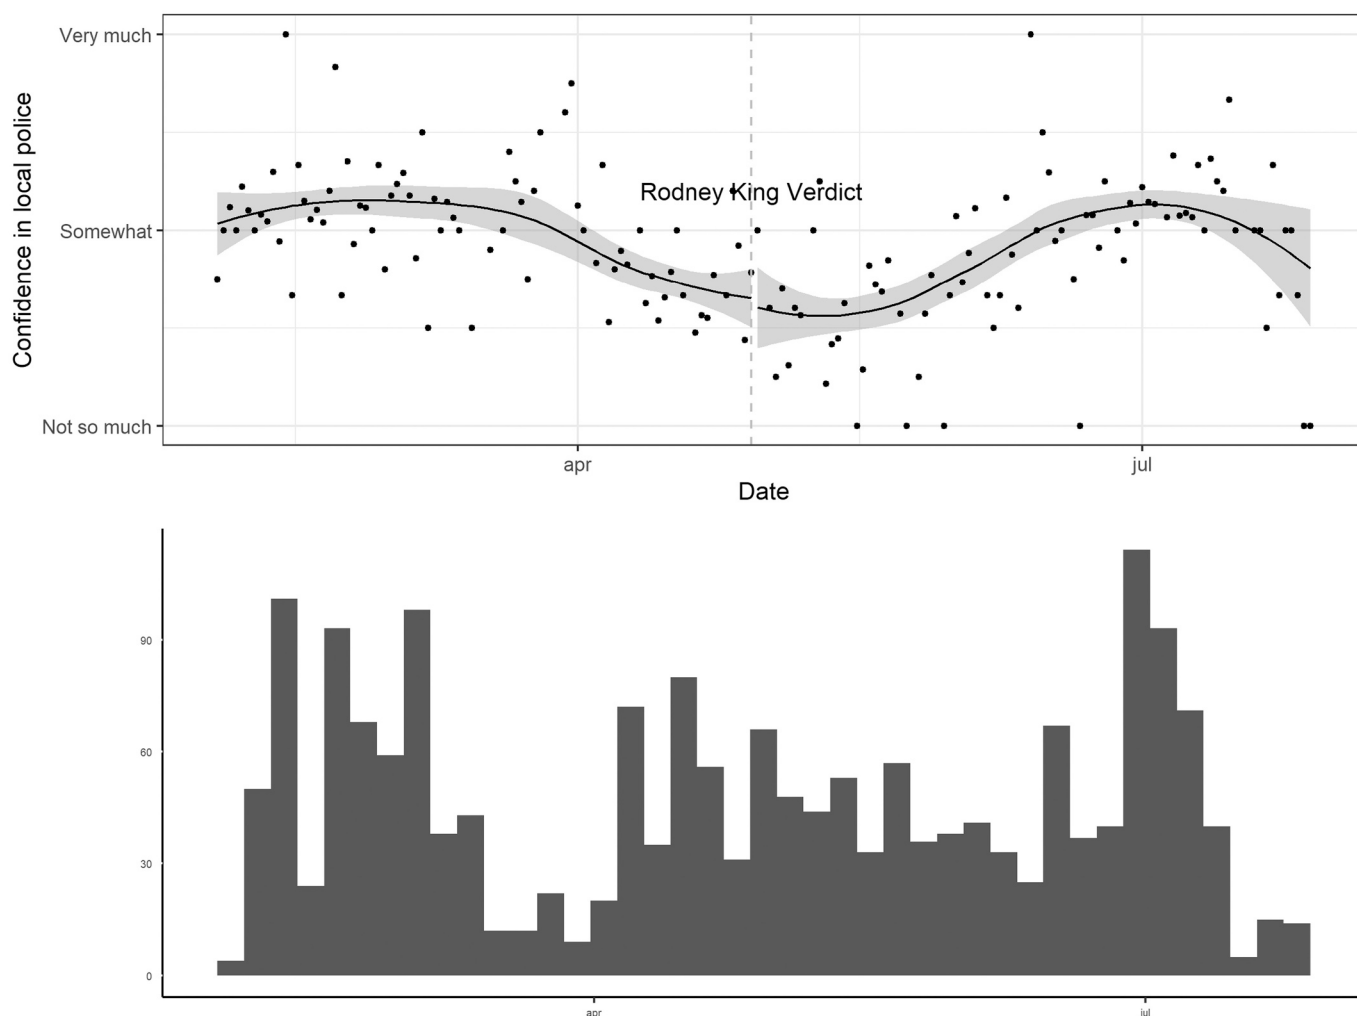 Very much
Rodney King Verdict
Somewhat
Not so much
Confidence in local police
apr
jul
Date
90
60
30
0
apr
jul